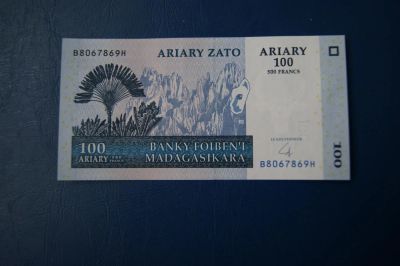 B8067869H
ARIARY ZATO
ARIARY
100
500 FRANCS
100
ARIARY
BANKY FOIBEN'I
MADAGASIKARA
B8067869H
100